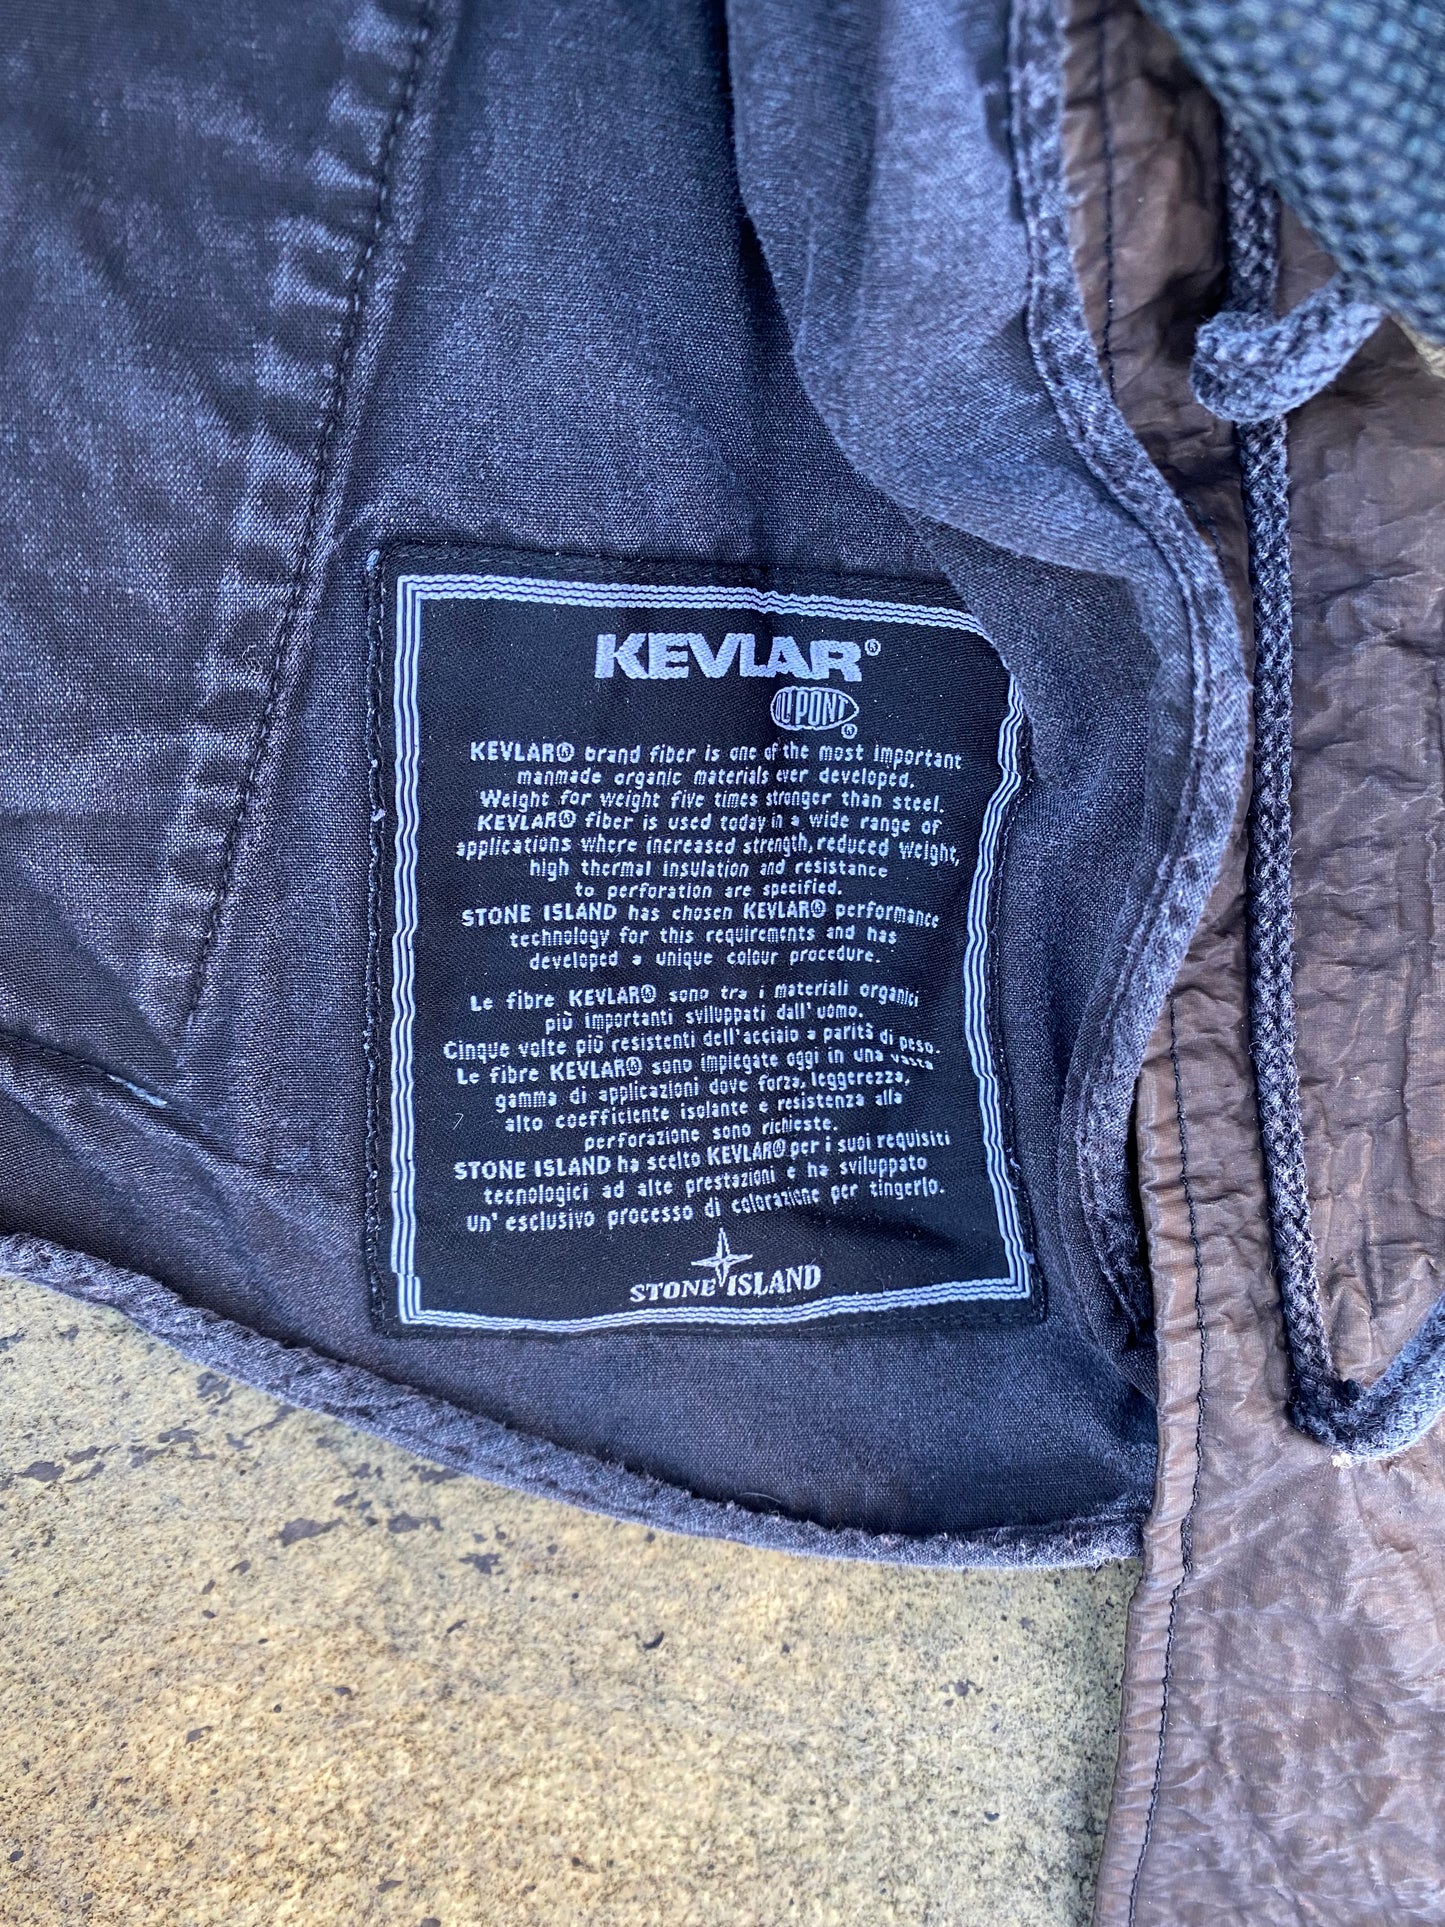 KEVLAR®
DU PONT®
KEVLAR® brand fiber is one of the most important
manmade organic materials ever developed.
Weight for weight five times stronger than steel.
KEVLAR® fiber is used today in a wide range of
applications where increased strength, reduced weight,
high thermal insulation and resistance
to perforation are specified.
STONE ISLAND has chosen KEVLAR® performance
technology for this requirements and has
developed a unique colour procedure.
Le fibre KEVLAR® sono tra i materiali organici
più importanti sviluppati dall'uomo.
Cinque volte più resistenti dell'acciaio a parità di peso.
Le fibre KEVLAR® sono impiegate oggi in una vasta
gamma di applicazioni dove forza, leggerezza,
alto coefficiente isolante e resistenza alla
perforazione sono richieste.
STONE ISLAND ha scelto KEVLAR® per i suoi requisiti
tecnologici ad alte prestazioni e ha sviluppato
un' esclusivo processo di colorazione per tingerlo.
STONE ISLAND